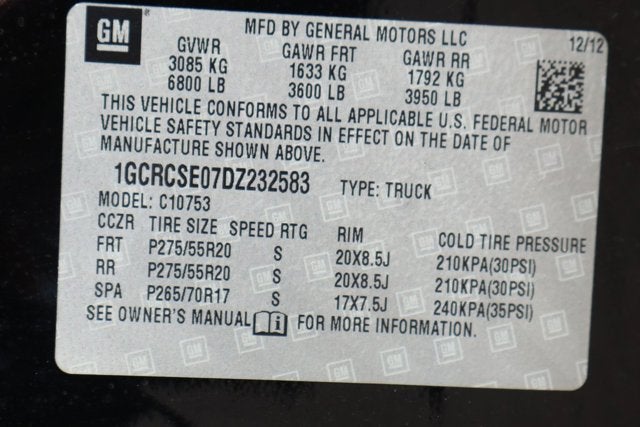 GM
MFD BY GENERAL MOTORS LLC
12/12
GVWR GAWR FRT GAWR RR
3085 KG 1633 KG 1792 KG
6800 LB 3600 LB 3950 LB
THIS VEHICLE CONFORMS TO ALL APPLICABLE U.S. FEDERAL MOTOR
VEHICLE SAFETY STANDARDS IN EFFECT ON THE DATE OF
MANUFACTURE SHOWN ABOVE.
1GCRCSE07DZ232583 TYPE: TRUCK
MODEL: C10753
CCZR TIRE SIZE SPEED RTG RIM COLD TIRE PRESSURE
FRT P275/55R20 S 20X8.5J 210KPA(30PSI)
RR P275/55R20 S 20X8.5J 210KPA(30PSI)
SPA P265/70R17 S 17X7.5J 240KPA(35PSI)
SEE OWNER'S MANUAL i FOR MORE INFORMATION.